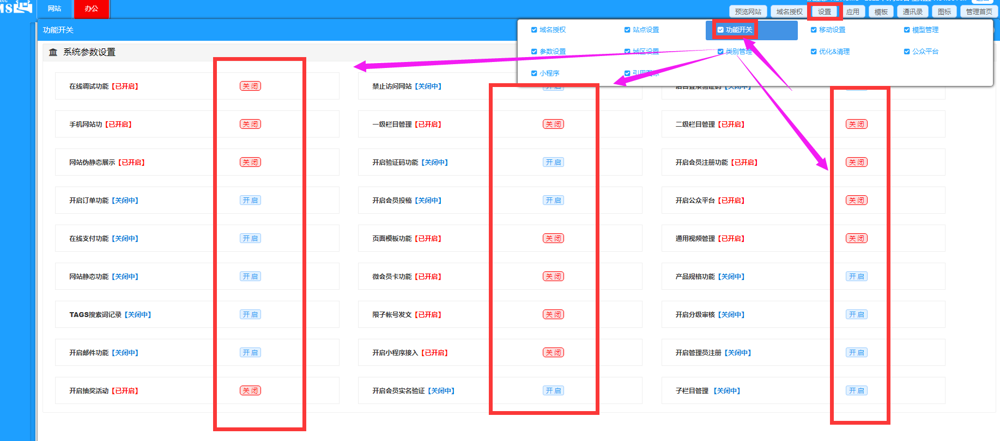 网站 办公
预览网站 域名授权 设置 应用 模板 通讯录 图标 管理首页
功能开关
域名授权 站点设置 功能开关 移动设置 模型管理
参数设置 域区设置 类别管理 优化&清理 公众平台
小程序 引用图标
系统参数设置
在线调试功能【已开启】 关 闭 禁止访问网站【关闭中】 开 启 后台登录验证码【关闭中】
手机网站功【已开启】 关 闭 一级栏目管理【已开启】 关 闭 二级栏目管理【已开启】 关 闭
网站伪静态展示【已开启】 关 闭 开启验证码功能【关闭中】 开 启 开启会员注册功能【已开启】 关 闭
开启订单功能【关闭中】 开 启 开启会员投稿【关闭中】 开 启 开启公众平台【已开启】 关 闭
在线支付功能【关闭中】 开 启 页面模板功能【已开启】 关 闭 通用视频管理【已开启】 关 闭
网站静态功能【关闭中】 开 启 微会员卡功能【已开启】 关 闭 产品规格功能【关闭中】 开 启
TAGS搜索词记录【关闭中】 开 启 限子帐号发文【已开启】 关 闭 开启分级审核【关闭中】 开 启
开启邮件功能【关闭中】 开 启 开启小程序接入【已开启】 关 闭 开启管理员注册【关闭中】 开 启
开启抽奖活动【已开启】 关 闭 开启会员实名验证【关闭中】 开 启 子栏目管理【关闭中】 开 启